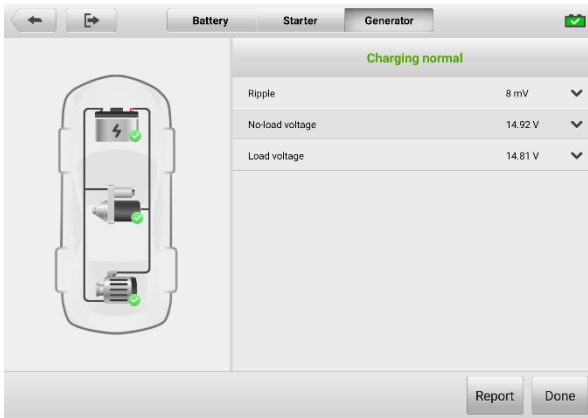 Battery Starter Generator
Charging normal
Ripple 8 mV
No-load voltage 14.92 V
Load voltage 14.81 V
Report Done